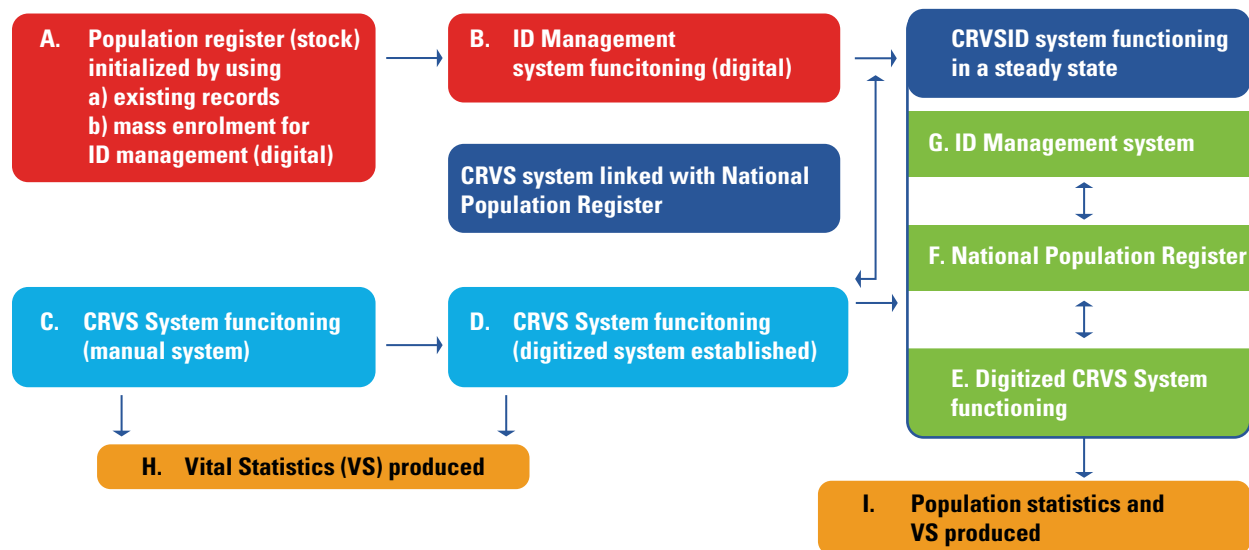 A. Population register (stock)
initialized by using
a) existing records
b) mass enrolment for
ID management (digital)
B. ID Management
system funcitoning (digital)
CRVSID system functioning
in a steady state
CRVS system linked with National
Population Register
G. ID Management system
F. National Population Register
C. CRVS System funcitoning
(manual system)
D. CRVS System funcitoning
(digitized system established)
E. Digitized CRVS System
functioning
H. Vital Statistics (VS) produced
I. Population statistics and
VS produced